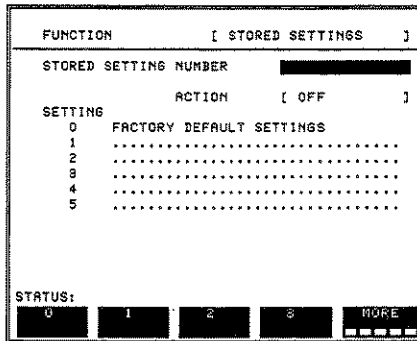 FUNCTION [ STORED SETTINGS ]
STORED SETTING NUMBER
ACTION [ OFF ]
SETTING
0 FACTORY DEFAULT SETTINGS
1 ................................
2 ................................
3 ................................
4 ................................
5 ................................
STATUS:
0 1 2 3 MORE